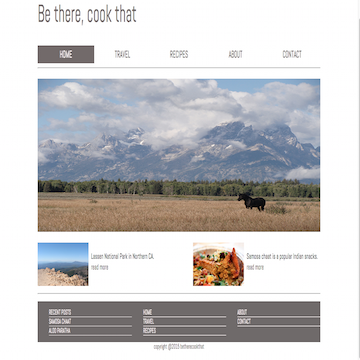 Be there, cook that
HOME TRAVEL RECIPES ABOUT CONTACT
Lassen National Park in Northern CA
read more
Samosa chaat is a popular Indian snacks.
read more
RECENT POSTS HOME ABOUT
SAMOSA CHAAT TRAVEL CONTACT
ALOO PARATHA RECIPES
copyright @2015 betherecookthat